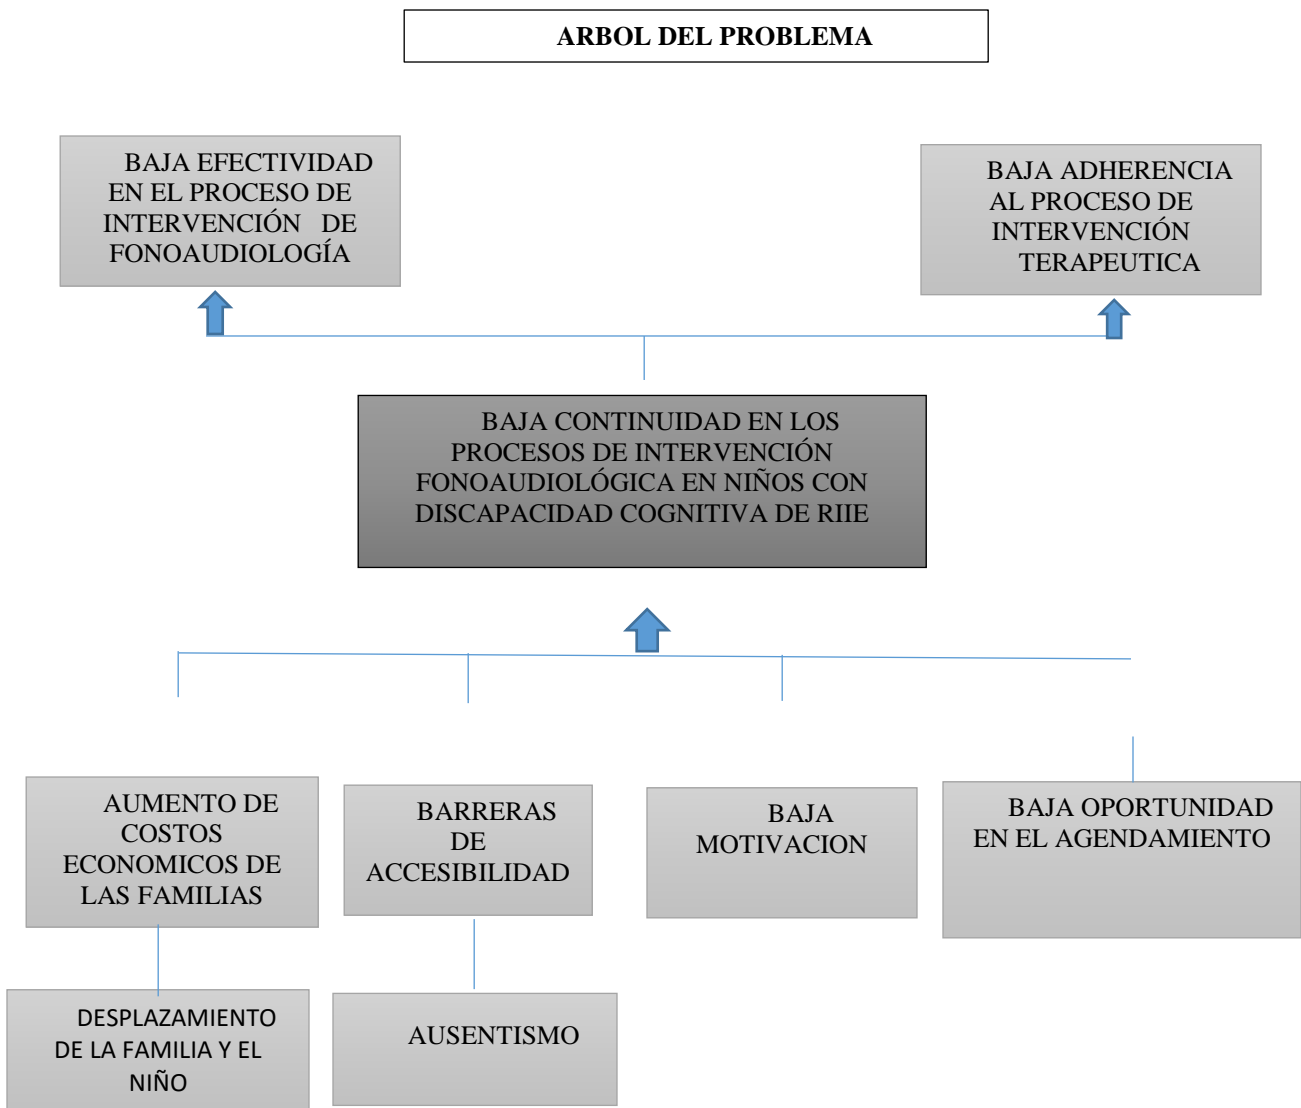 ARBOL DEL PROBLEMA
BAJA EFECTIVIDAD
EN EL PROCESO DE
INTERVENCIÓN DE
FONOAUDIOLOGÍA
BAJA ADHERENCIA
AL PROCESO DE
INTERVENCIÓN
TERAPEUTICA
BAJA CONTINUIDAD EN LOS
PROCESOS DE INTERVENCIÓN
FONOAUDIOLÓGICA EN NIÑOS CON
DISCAPACIDAD COGNITIVA DE RIIE
AUMENTO DE
COSTOS
ECONOMICOS DE
LAS FAMILIAS
BARRERAS
DE
ACCESIBILIDAD
BAJA
MOTIVACION
BAJA OPORTUNIDAD
EN EL AGENDAMIENTO
DESPLAZAMIENTO
DE LA FAMILIA Y EL
NIÑO
AUSENTISMO